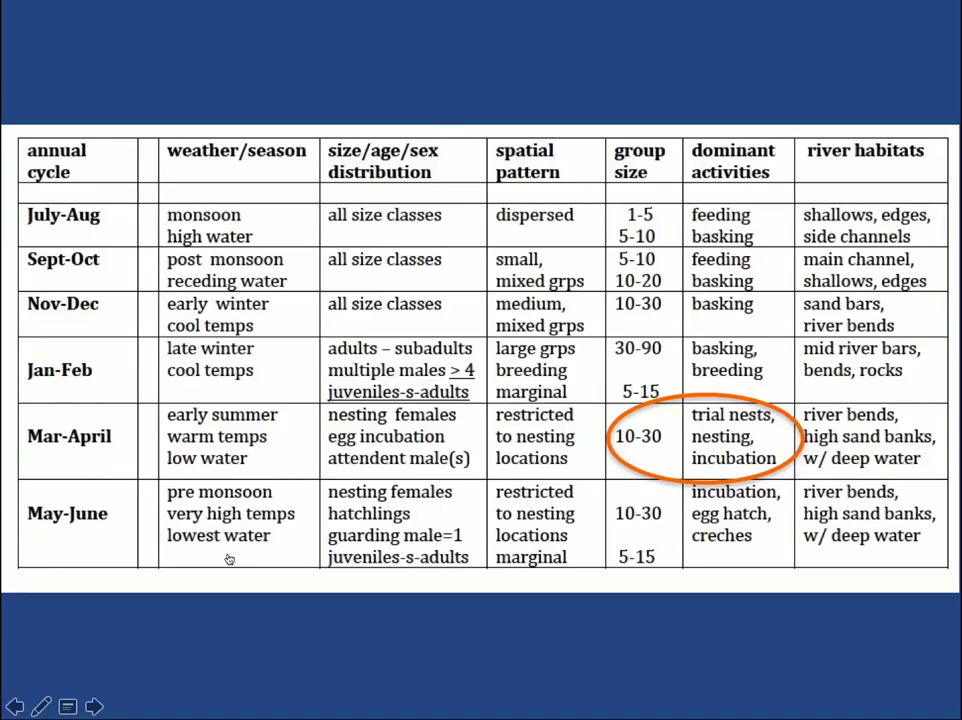 annual cycle | weather/season | size/age/sex distribution | spatial pattern | group size | dominant activities | river habitats
July-Aug | monsoon high water | all size classes | dispersed | 1-5 5-10 | feeding basking | shallows, edges, side channels
Sept-Oct | post monsoon receding water | all size classes | small, mixed grps | 5-10 10-20 | feeding basking | main channel, shallows, edges
Nov-Dec | early winter cool temps | all size classes | medium, mixed grps | 10-30 | basking | sand bars, river bends
Jan-Feb | late winter cool temps | adults – subadults multiple males > 4 juveniles-s-adults | large grps breeding marginal | 30-90 5-15 | basking, breeding | mid river bars, bends, rocks
Mar-April | early summer warm temps low water | nesting females egg incubation attendent male(s) | restricted to nesting locations | 10-30 | trial nests, nesting, incubation | river bends, high sand banks, w/ deep water
May-June | pre monsoon very high temps lowest water | nesting females hatchlings guarding male=1 juveniles-s-adults | restricted to nesting locations marginal | 10-30 5-15 | incubation, egg hatch, creches | river bends, high sand banks, w/ deep water